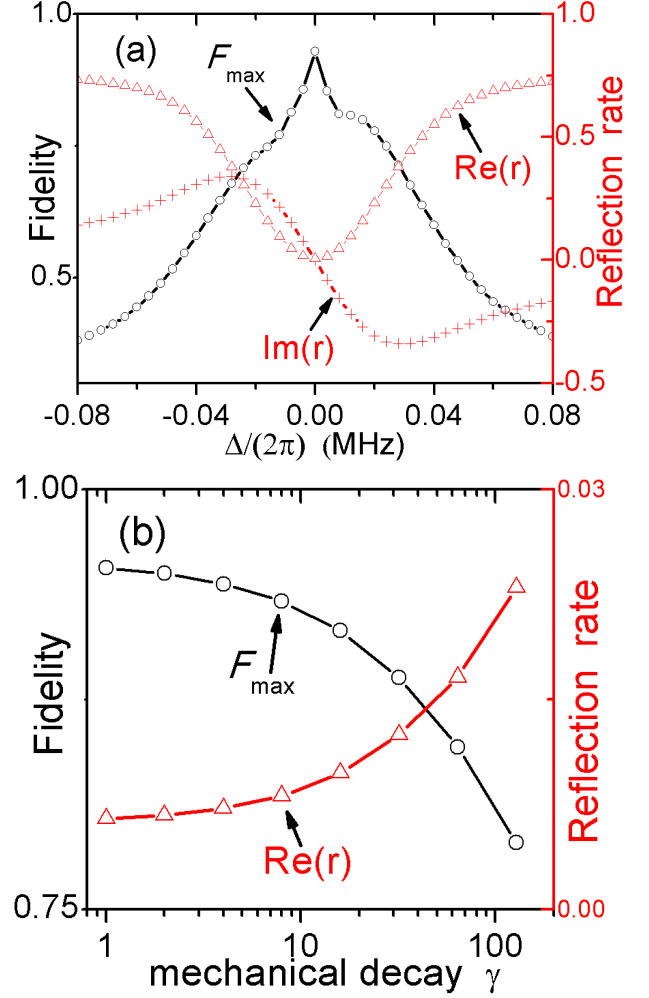 (a)
1.0
0.5
Fidelity
F max
Re(r)
Im(r)
1.0
0.5
0.0
-0.5
Reflection rate
-0.08 -0.04 0.00 0.04 0.08
Δ/(2π) (MHz)
(b)
1.00
0.75
Fidelity
F max
Re(r)
0.03
0.00
Reflection rate
1 10 100
mechanical decay γ